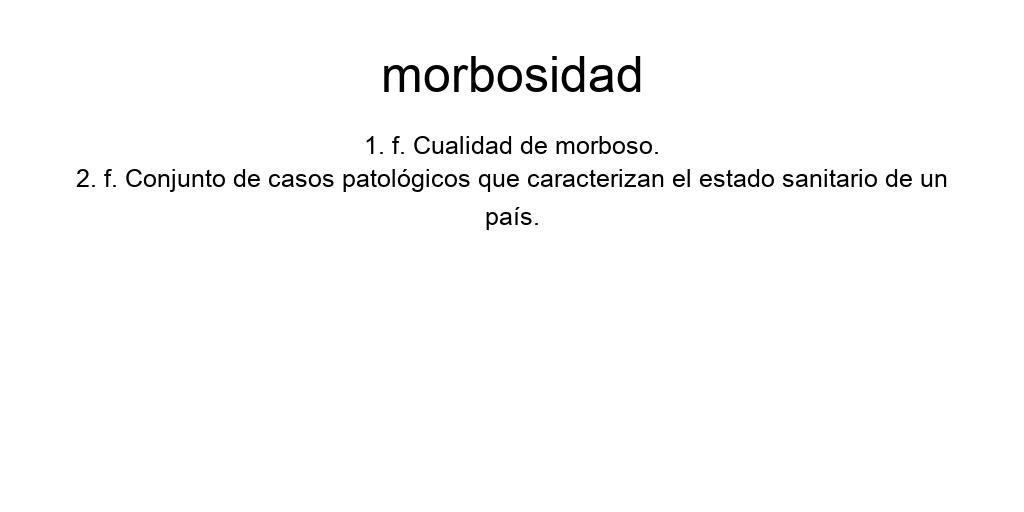 morbosidad
1. f. Cualidad de morboso.
2. f. Conjunto de casos patológicos que caracterizan el estado sanitario de un
país.